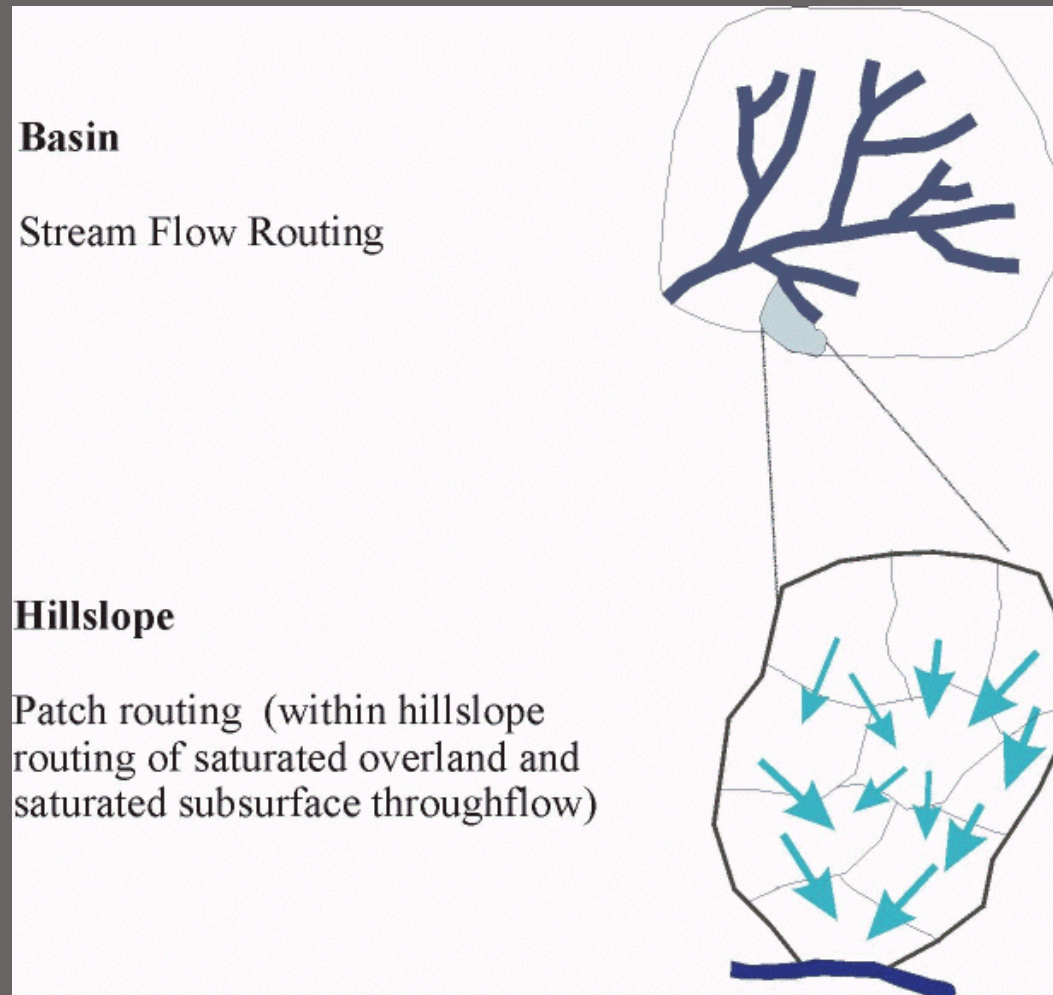 Basin
Stream Flow Routing
Hillslope
Patch routing (within hillslope
routing of saturated overland and
saturated subsurface throughflow)